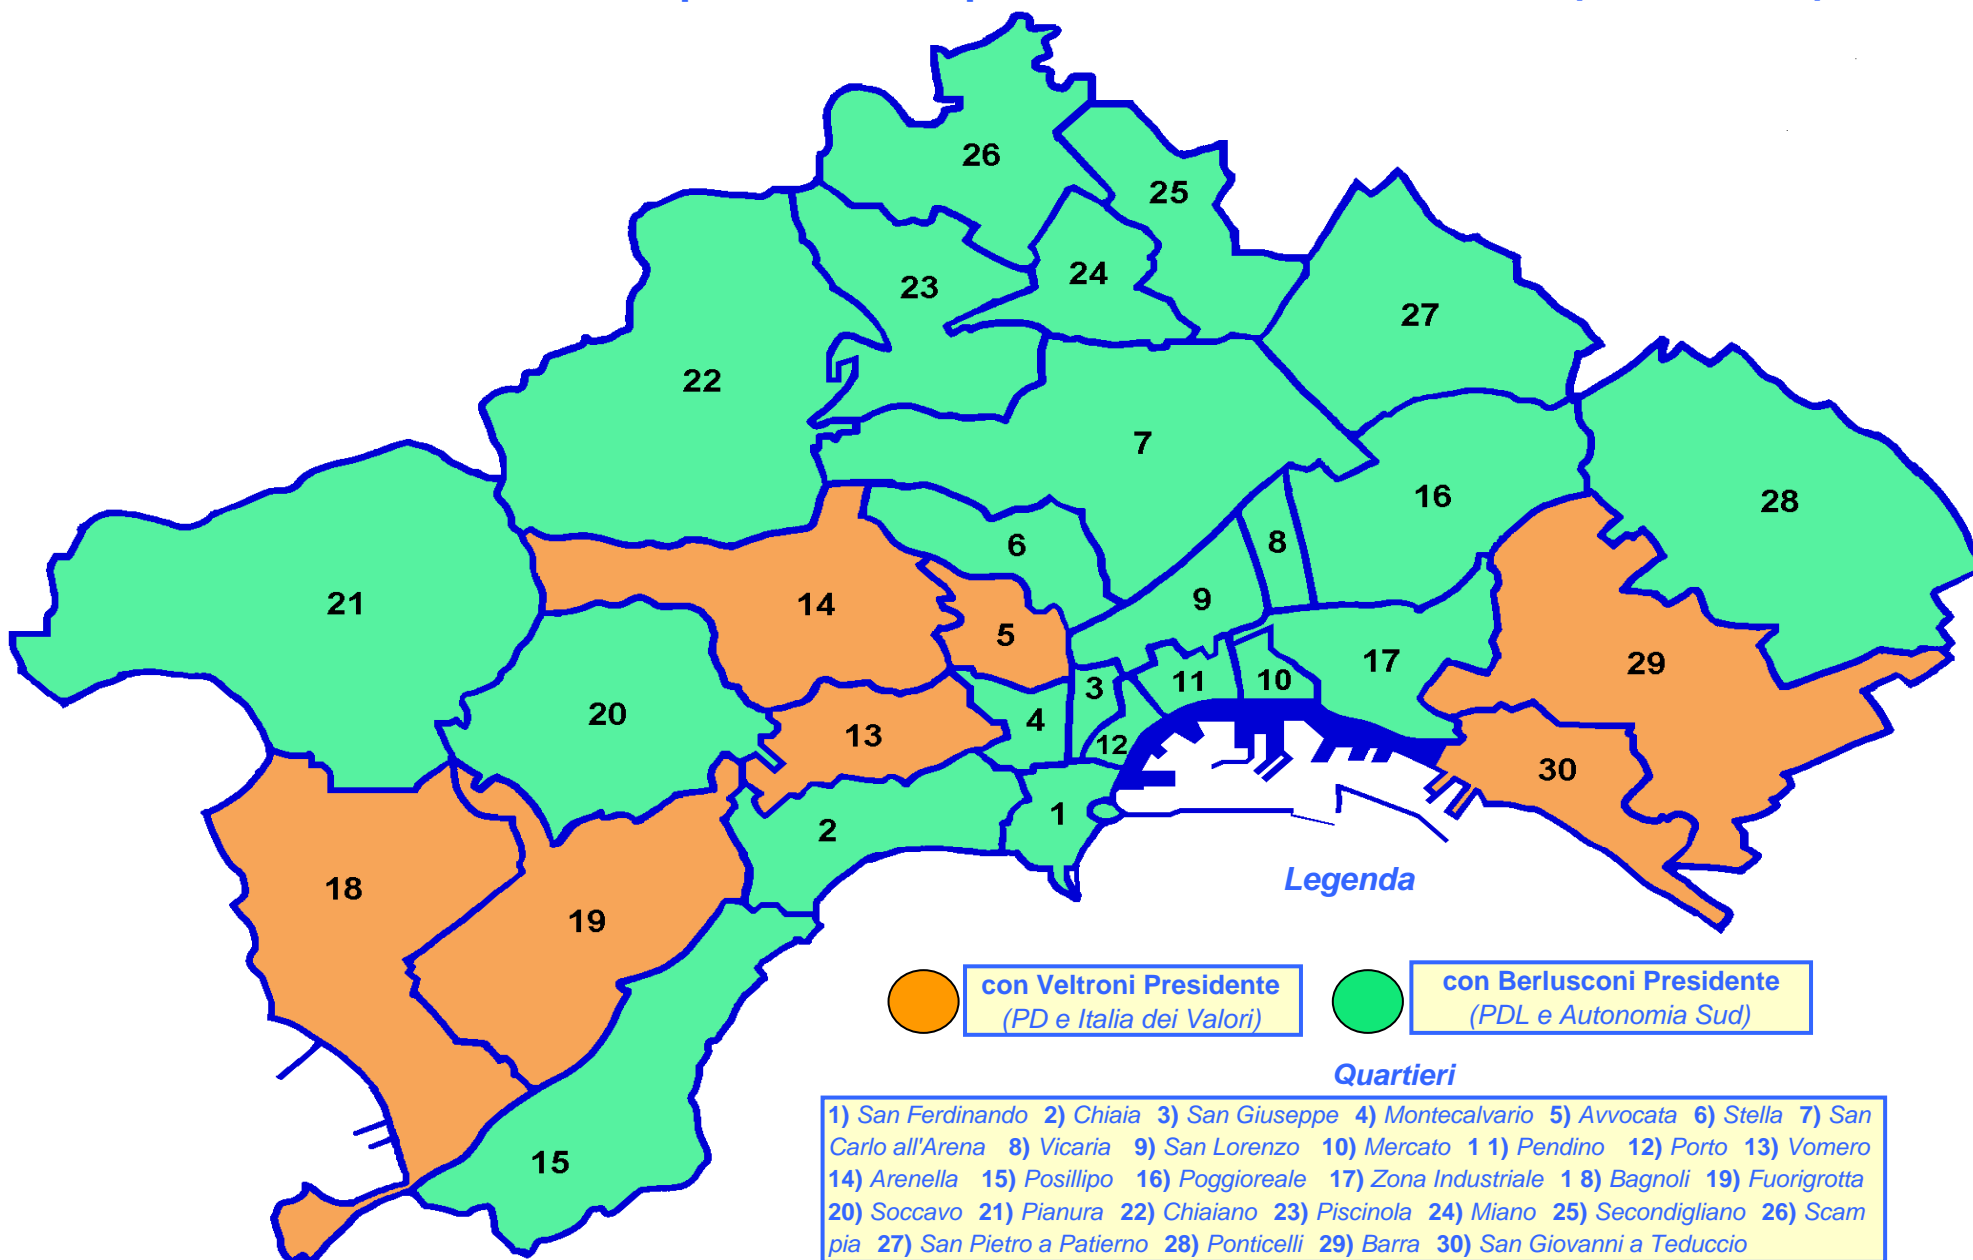 26
25
24
23
27
22
7
16
28
6
8
21
14
9
5
29
17
3
11
10
20
4
13
12
30
1
2
Legenda
18
19
con Veltroni Presidente
(PD e Italia dei Valori)
con Berlusconi Presidente
(PDL e Autonomia Sud)
Quartieri
15
1) San Ferdinando 2) Chiaia 3) San Giuseppe 4) Montecalvario 5) Avvocata 6) Stella 7) San
Carlo all'Arena 8) Vicaria 9) San Lorenzo 10) Mercato 1 1) Pendino 12) Porto 13) Vomero
14) Arenella 15) Posillipo 16) Poggioreale 17) Zona Industriale 1 8) Bagnoli 19) Fuorigrotta
20) Soccavo 21) Pianura 22) Chiaiano 23) Piscinola 24) Miano 25) Secondigliano 26) Scam
pia 27) San Pietro a Patierno 28) Ponticelli 29) Barra 30) San Giovanni a Teduccio